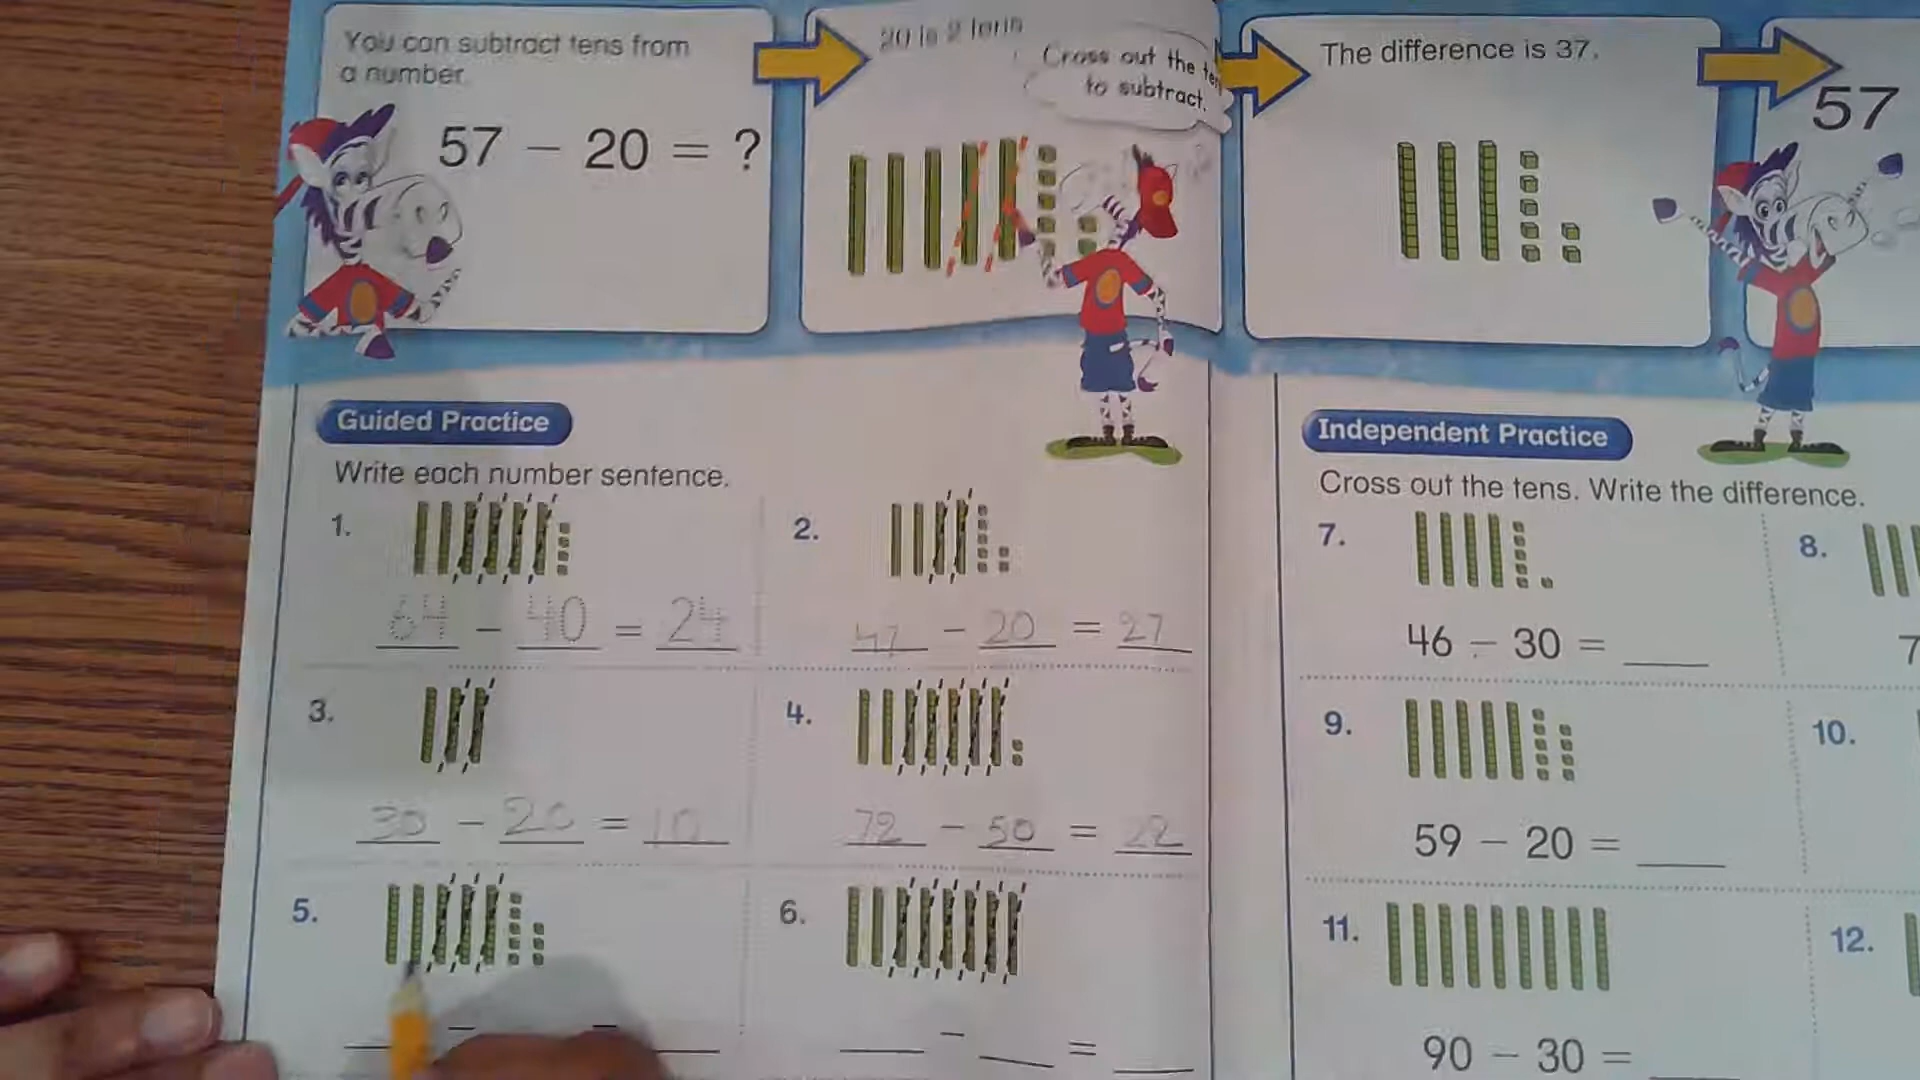 You can subtract tens from
a number.
57 − 20 = ?
20 is 2 tens
Cross out the tens
to subtract.
The difference is 37.
57
Guided Practice
Write each number sentence.
1.
64 − 40 = 24
2.
47 − 20 = 27
3.
30 − 20 = 10
4.
72 − 50 = 22
5.
6.
− =
Independent Practice
Cross out the tens. Write the difference.
7.
46 − 30 =
8.
7
9.
59 − 20 =
10.
11.
90 − 30 =
12.